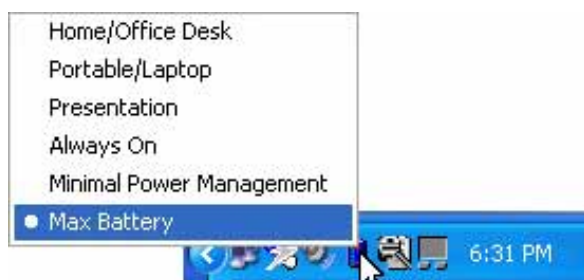 Home/Office Desk
Portable/Laptop
Presentation
Always On
Minimal Power Management
Max Battery
6:31 PM